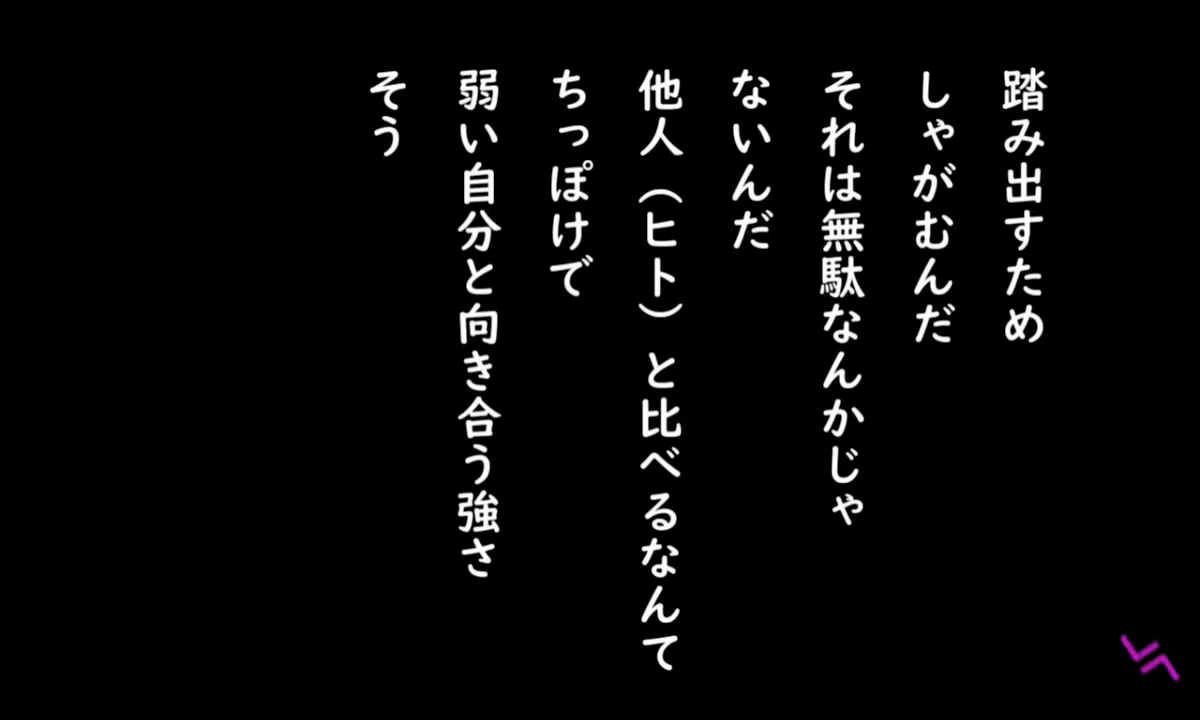 踏み出すため
しゃがむんだ
それは無駄なんかじゃ
ないんだ
他人（ヒト）と比べるなんて
ちっぽけで
弱い自分と向き合う強さ
そう